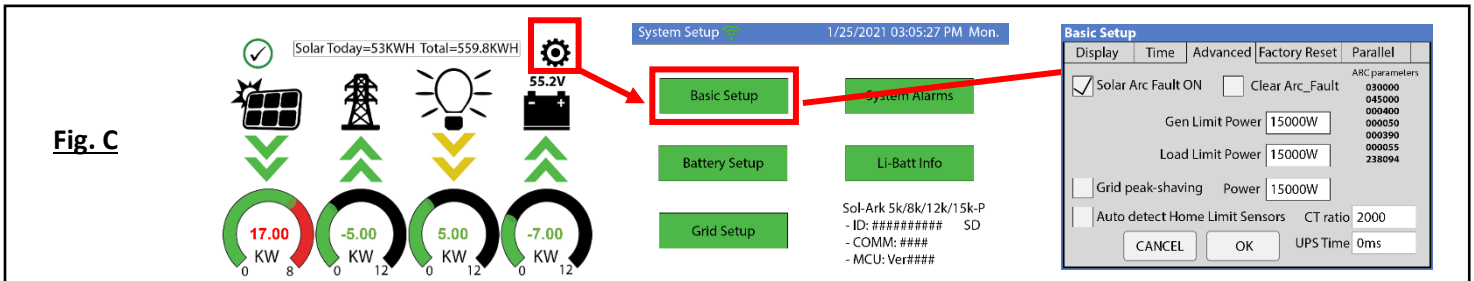 Fig. C
Solar Today=53KWH Total=559.8KWH
55.2V
- +
17.00
KW
0 8
-5.00
KW
0 12
5.00
KW
0 12
-7.00
KW
0 12
System Setup 1/25/2021 03:05:27 PM Mon.
Basic Setup System Alarms
Battery Setup Li-Batt Info
Grid Setup
Sol-Ark 5k/8k/12k/15k-P
- ID: ########## SD
- COMM: ####
- MCU: Ver####
Basic Setup
Display Time Advanced Factory Reset Parallel
Solar Arc Fault ON Clear Arc_Fault
ARC parameters
030000
045000
000400
000050
000390
000055
238094
Gen Limit Power 15000W
Load Limit Power 15000W
Grid peak-shaving Power 15000W
Auto detect Home Limit Sensors CT ratio 2000
CANCEL OK UPS Time 0ms